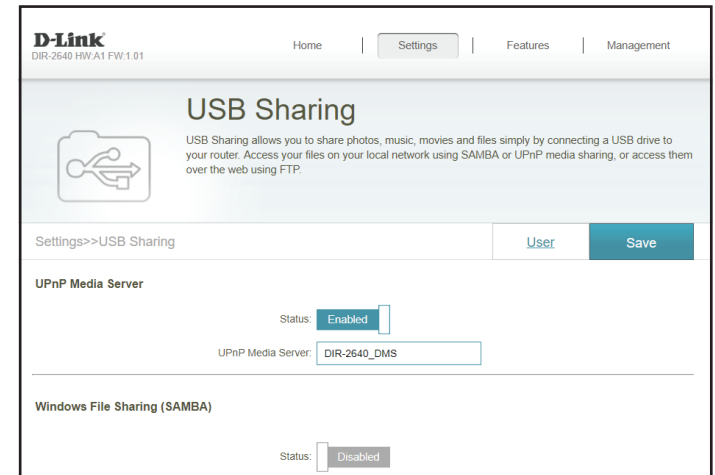 D-Link
DIR-2640 HW:A1 FW:1.01
Home | Settings | Features | Management
USB Sharing
USB Sharing allows you to share photos, music, movies and files simply by connecting a USB drive to
your router. Access your files on your local network using SAMBA or UPnP media sharing, or access them
over the web using FTP.
Settings>>USB Sharing
User
Save
UPnP Media Server
Status: Enabled
UPnP Media Server: DIR-2640_DMS
Windows File Sharing (SAMBA)
Status: Disabled